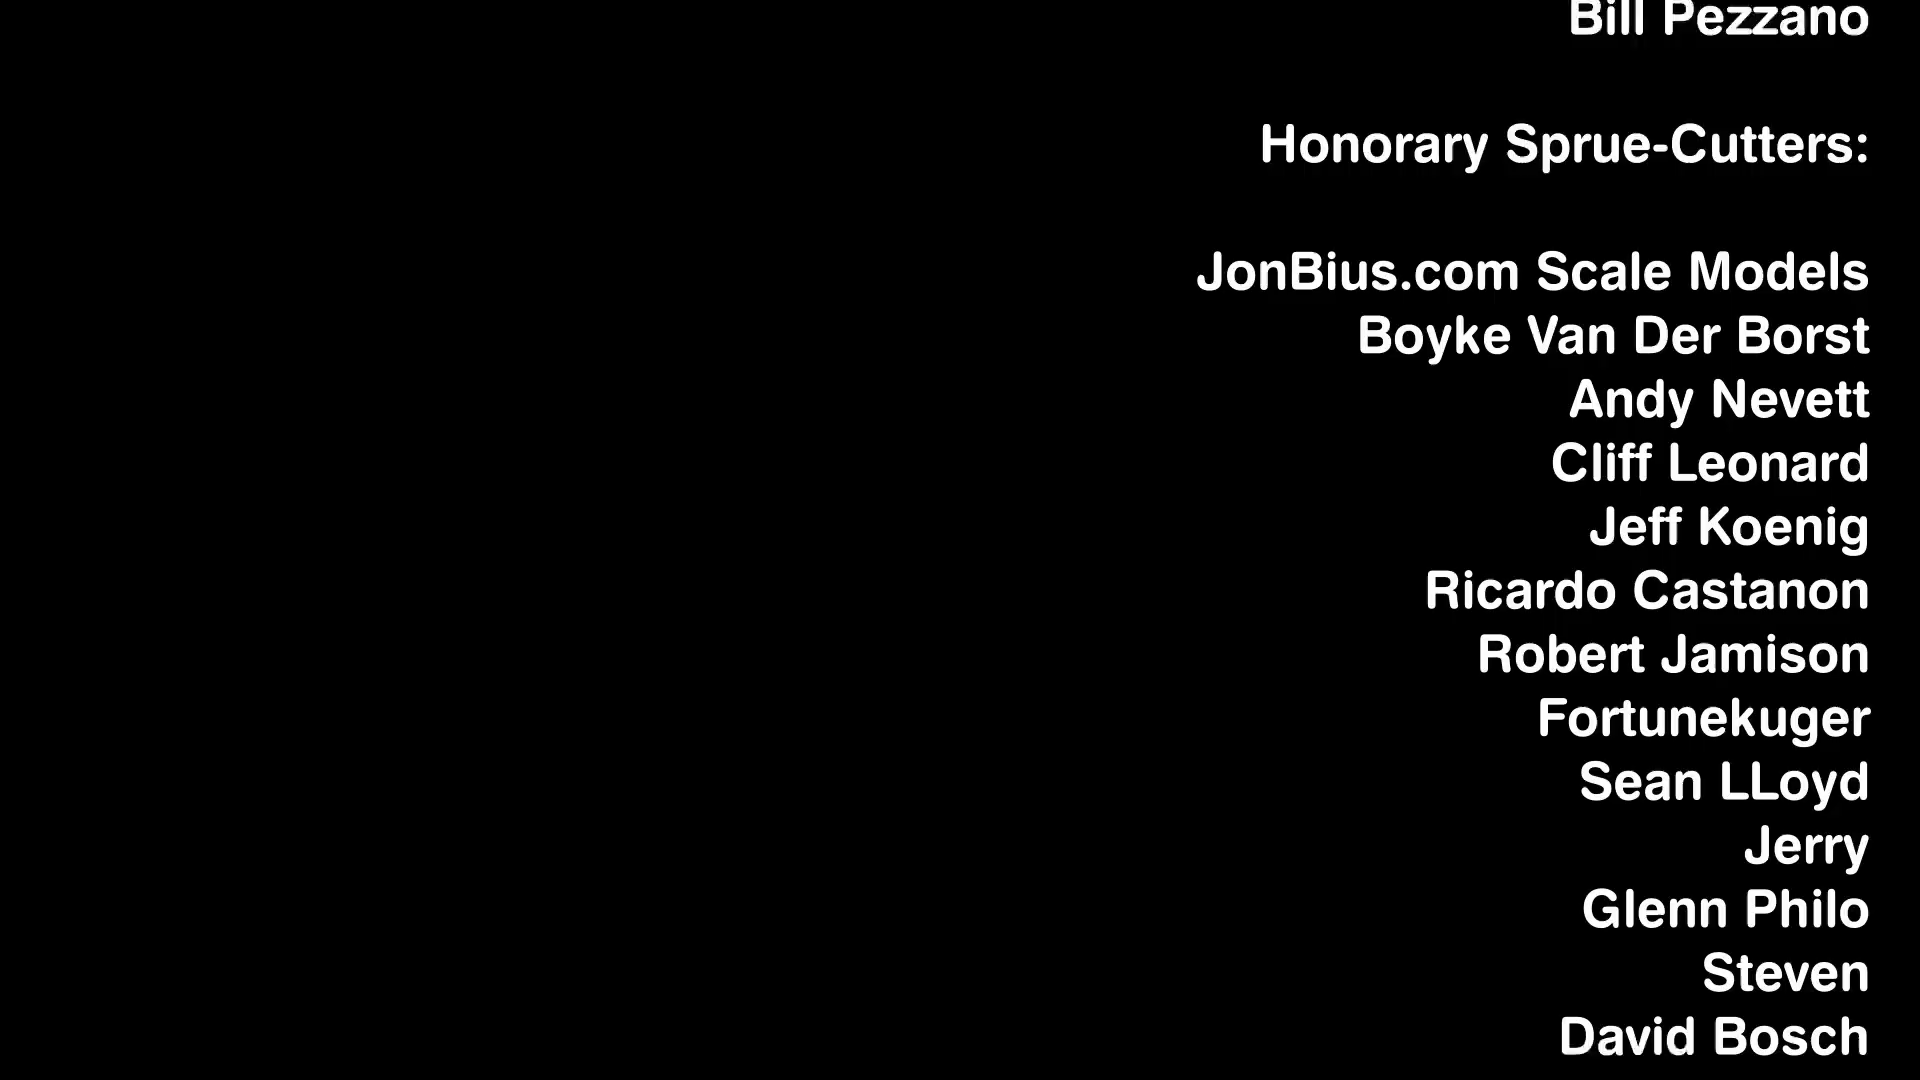 Bill Pezzano
Honorary Sprue-Cutters:
JonBius.com Scale Models
Boyke Van Der Borst
Andy Nevett
Cliff Leonard
Jeff Koenig
Ricardo Castanon
Robert Jamison
Fortunekuger
Sean LLoyd
Jerry
Glenn Philo
Steven
David Bosch